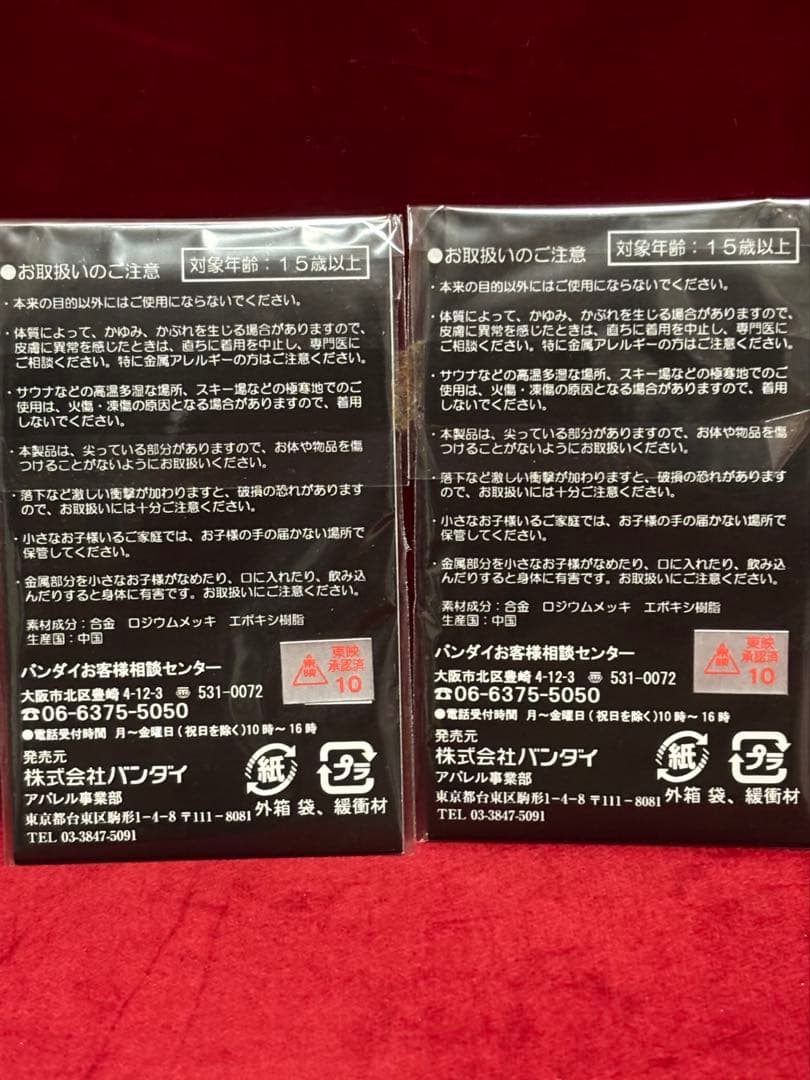 ●お取扱いのご注意
対象年齢：１５歳以上
・本来の目的以外にはご使用にならないでください。
・体質によって、かゆみ、かぶれを生じる場合がありますので、
皮膚に異常を感じたときは、直ちに着用を中止し、専門医に
ご相談ください。特に金属アレルギーの方はご注意ください。
・サウナなどの高温多湿な場所、スキー場などの極寒地でのご
使用は、火傷・凍傷の原因となる場合がありますので、着用
しないでください。
・本製品は、尖っている部分がありますので、お体や物品を傷
つけることがないようにお取扱いください。
・落下など激しい衝撃が加わりますと、破損の恐れがあります
ので、お取扱いには十分ご注意ください。
・小さなお子様いるご家庭では、お子様の手の届かない場所で
保管してください。
・金属部分を小さなお子様がなめたり、口に入れたり、飲み込
んだりすると身体に有害です。お取扱いにご注意ください。
素材成分：合金　ロジウムメッキ　エポキシ樹脂
生産国：中国
バンダイお客様相談センター
大阪市北区豊崎 4-12-3 〠 531-0072
☎06-6375-5050
●電話受付時間　月～金曜日(祝日を除く)10時～16時
東映
東映
承認済
10
発売元
株式会社バンダイ
アパレル事業部
東京都台東区駒形1-4-8 〒111-8081
TEL 03-3847-5091
紙
プラ
外箱 袋、緩衝材
●お取扱いのご注意
対象年齢：１５歳以上
・本来の目的以外にはご使用にならないでください。
・体質によって、かゆみ、かぶれを生じる場合がありますので、
皮膚に異常を感じたときは、直ちに着用を中止し、専門医に
ご相談ください。特に金属アレルギーの方はご注意ください。
・サウナなどの高温多湿な場所、スキー場などの極寒地でのご
使用は、火傷・凍傷の原因となる場合がありますので、着用
しないでください。
・本製品は、尖っている部分がありますので、お体や物品を傷
つけることがないようにお取扱いください。
・落下など激しい衝撃が加わりますと、破損の恐れがあります
ので、お取扱いには十分ご注意ください。
・小さなお子様いるご家庭では、お子様の手の届かない場所で
保管してください。
・金属部分を小さなお子様がなめたり、口に入れたり、飲み込
んだりすると身体に有害です。お取扱いにご注意ください。
素材成分：合金　ロジウムメッキ　エポキシ樹脂
生産国：中国
バンダイお客様相談センター
大阪市北区豊崎 4-12-3 〠 531-0072
☎06-6375-5050
●電話受付時間　月～金曜日(祝日を除く)10時～16時
東映
東映
承認済
10
発売元
株式会社バンダイ
アパレル事業部
東京都台東区駒形1-4-8 〒111-8081
TEL 03-3847-5091
紙
プラ
外箱 袋、緩衝材